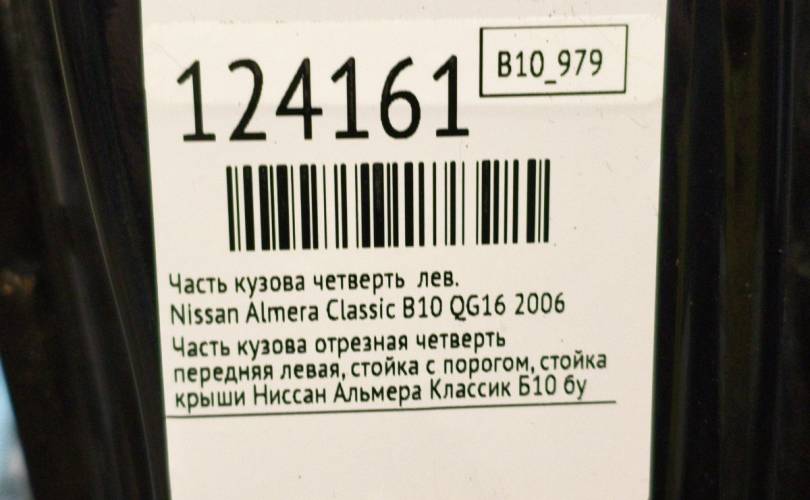 124161
B10_979
Часть кузова четверть лев.
Nissan Almera Classic B10 QG16 2006
Часть кузова отрезная четверть
передняя левая, стойка с порогом, стойка
крыши Ниссан Альмера Классик Б10 бу